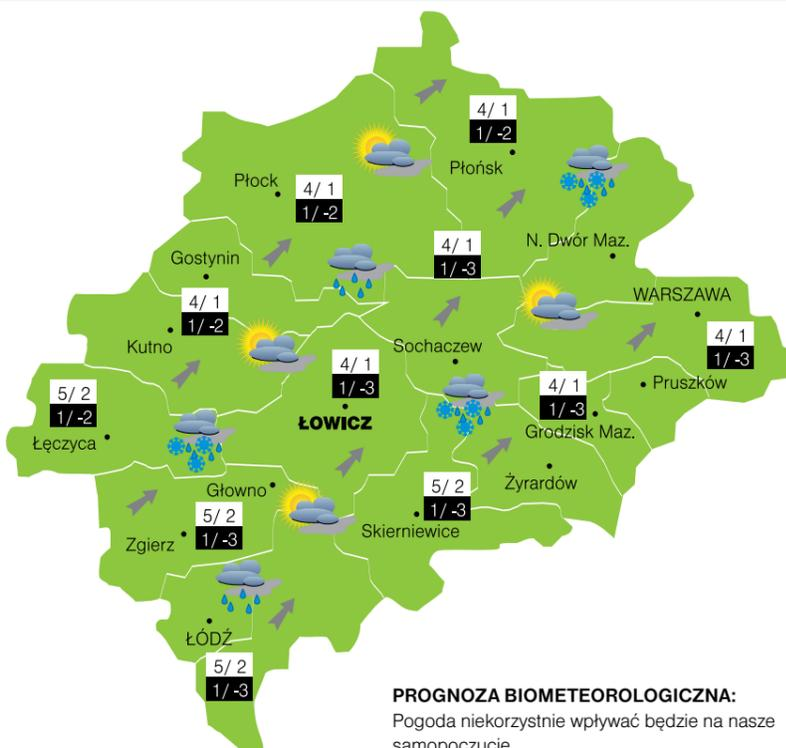 4/ 1
1/ -2
Płońsk
Płock
4/ 1
1/ -2
4/ 1
1/ -3
N. Dwór Maz.
Gostynin
4/ 1
1/ -2
Kutno
WARSZAWA
4/ 1
1/ -3
Sochaczew
4/ 1
1/ -3
ŁOWICZ
Pruszków
4/ 1
1/ -3
Grodzisk Maz.
5/ 2
1/ -2
Łęczyca
Żyrardów
Głowno
5/ 2
1/ -3
Skierniewice
5/ 2
1/ -3
Zgierz
ŁÓDŹ
5/ 2
1/ -3
PROGNOZA BIOMETEOROLOGICZNA:
Pogoda niekorzystnie wpływać będzie na nasze
samopoczucie